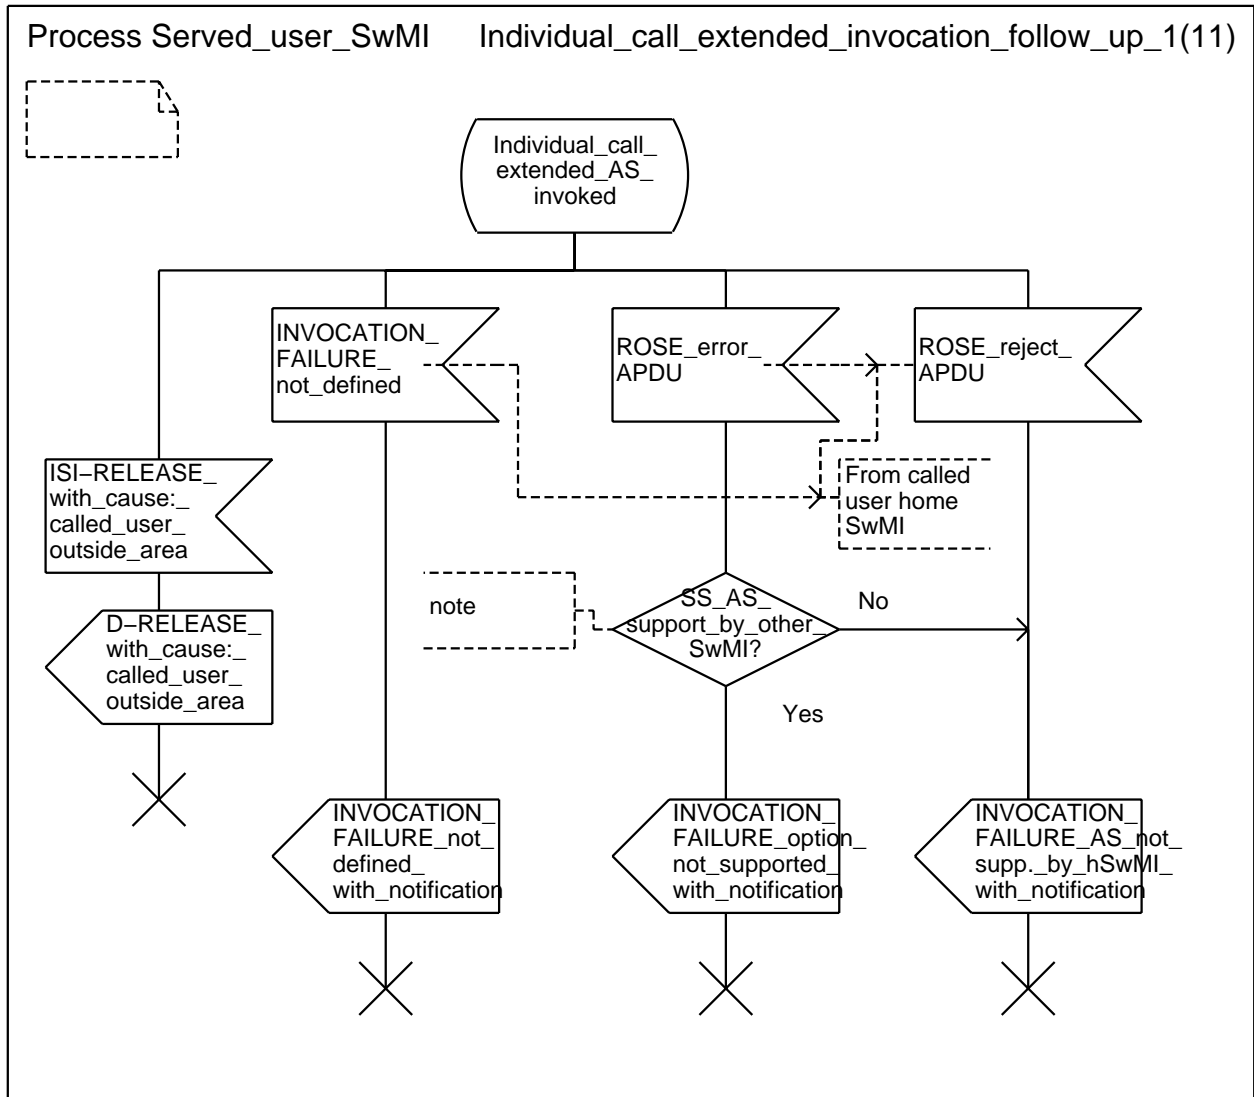 Process Served_user_SwMI Individual_call_extended_invocation_follow_up_1(11)
Individual_call_
extended_AS_
invoked
INVOCATION_
FAILURE_
not_defined
ROSE_error_
APDU
ROSE_reject_
APDU
ISI–RELEASE_
with_cause:_
called_user_
outside_area
From called
user home
SwMI
D–RELEASE_
with_cause:_
called_user_
outside_area
note
SS_AS_
support_by_other_
SwMI?
No
Yes
INVOCATION_
FAILURE_not_
defined_
with_notification
INVOCATION_
FAILURE_option_
not_supported_
with_notification
INVOCATION_
FAILURE_AS_not_
supp._by_hSwMI_
with_notification